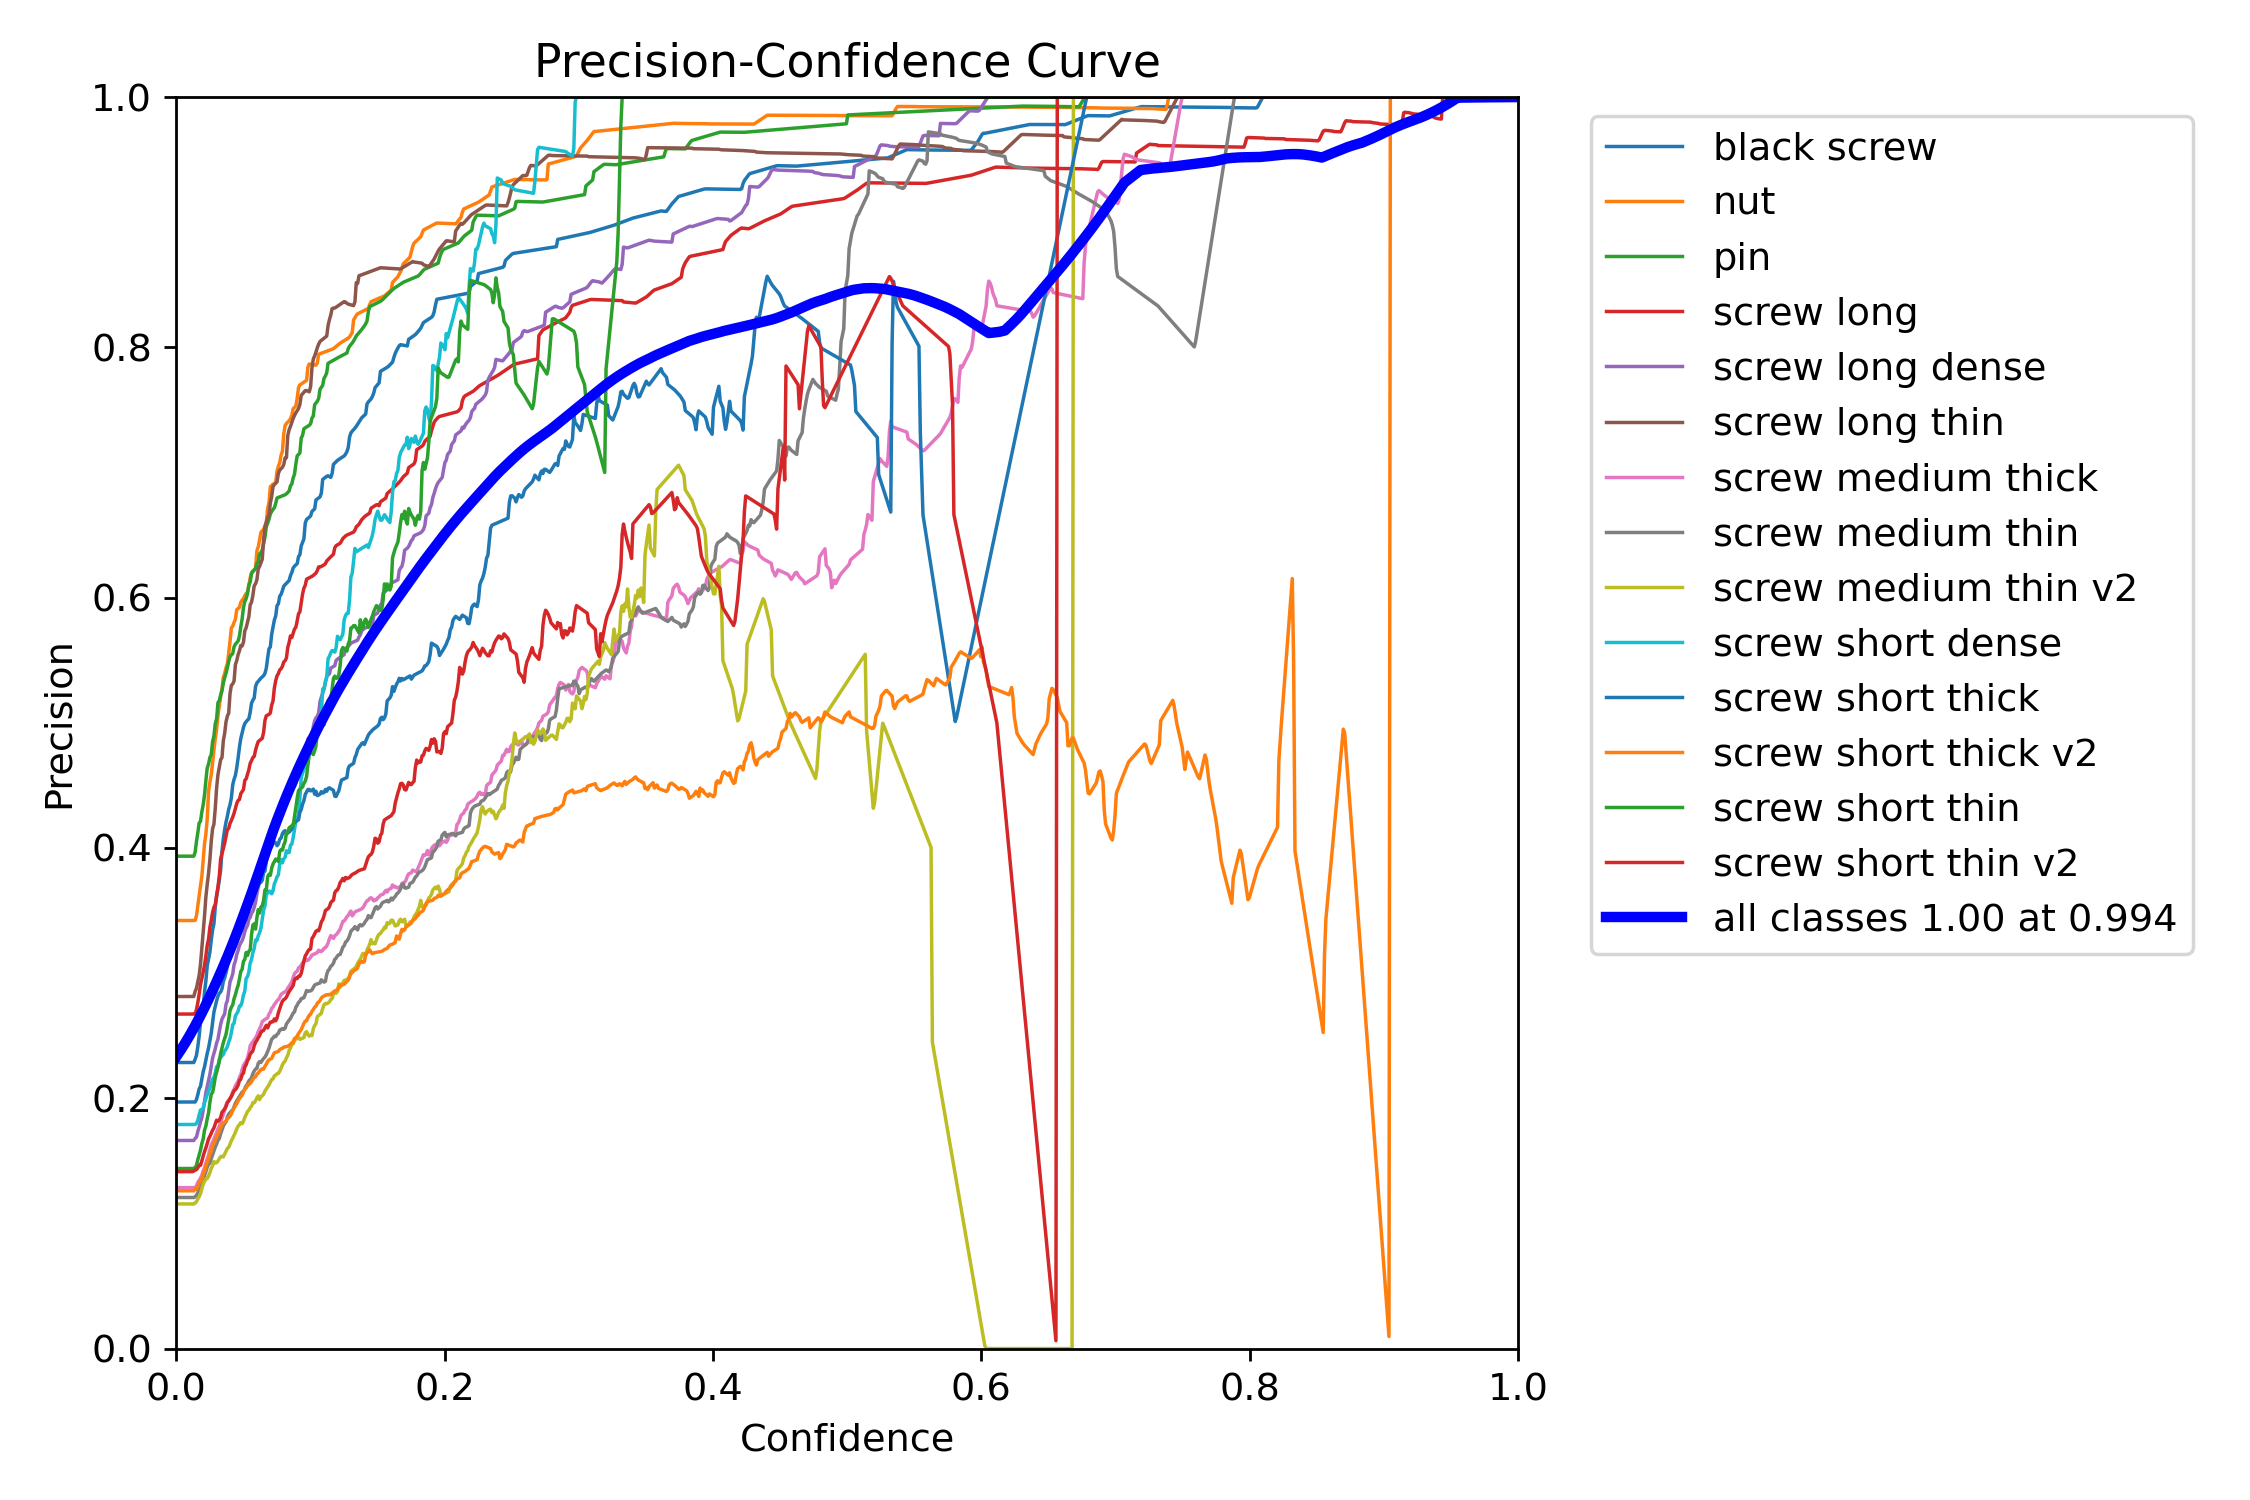 Precision-Confidence Curve
1.0
0.8
0.6
0.4
0.2
0.0
Precision
0.0 0.2 0.4 0.6 0.8 1.0
Confidence
black screw
nut
pin
screw long
screw long dense
screw long thin
screw medium thick
screw medium thin
screw medium thin v2
screw short dense
screw short thick
screw short thick v2
screw short thin
screw short thin v2
all classes 1.00 at 0.994